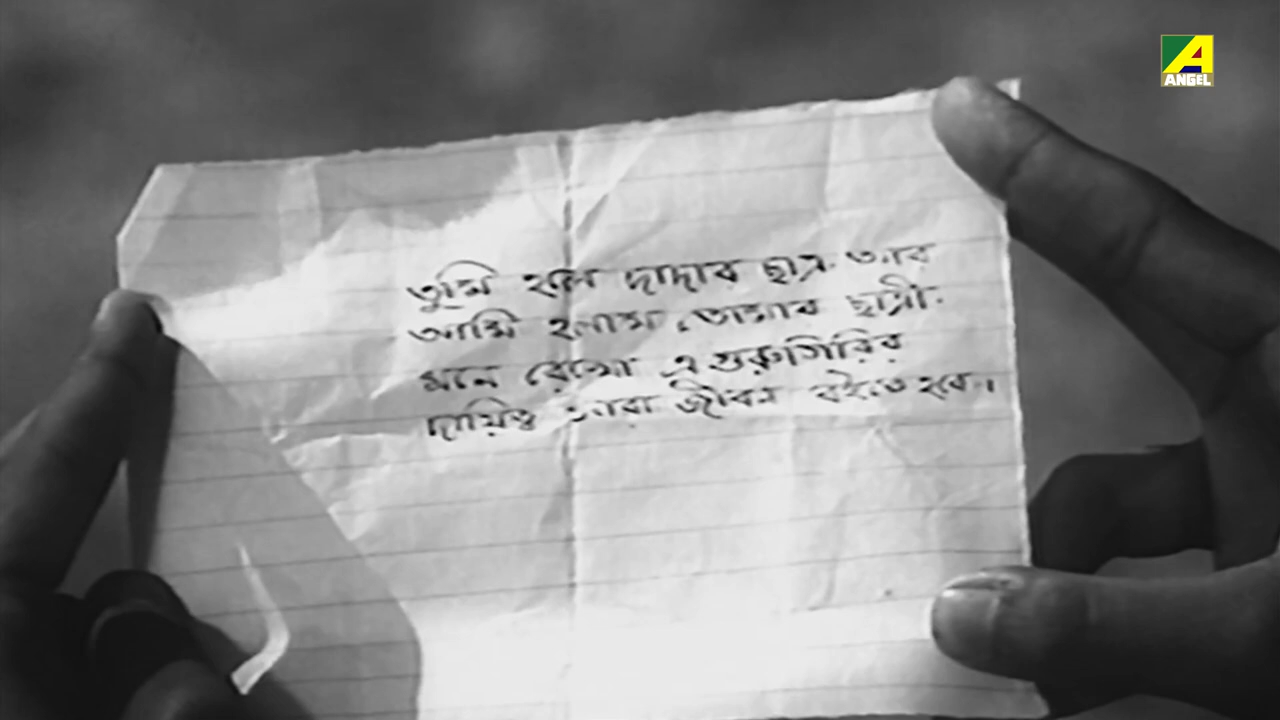 ANGEL
তুমি হলে দাদার ছাত্র আর
আমি হলাম তোমার ছাত্রী.
মনে রেখো এ গুরুগিরির
দায়িত্ব সারা জীবন বইতে হবে।